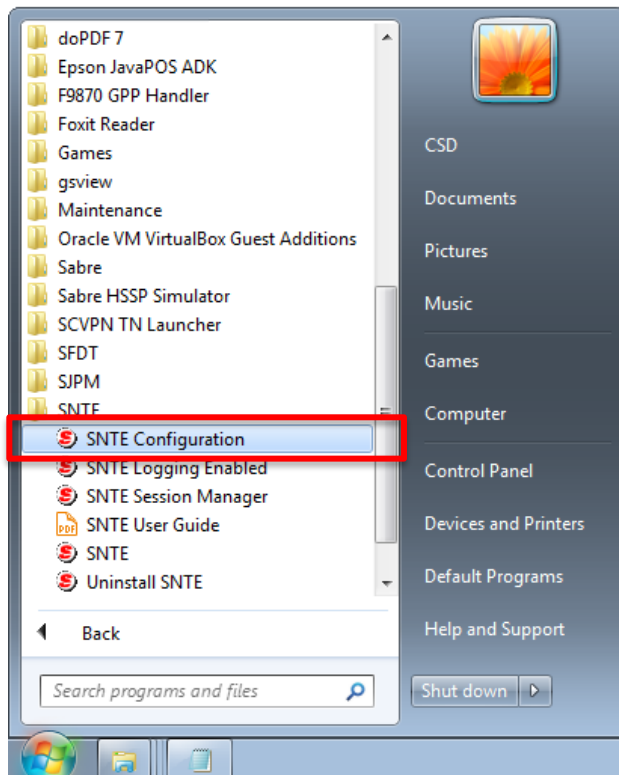 doPDF 7
Epson JavaPOS ADK
F9870 GPP Handler
Foxit Reader
Games
gsview
Maintenance
Oracle VM VirtualBox Guest Additions
Sabre
Sabre HSSP Simulator
SCVPN TN Launcher
SFDT
SJPM
SNTE
SNTE Configuration
SNTE Logging Enabled
SNTE Session Manager
PDF SNTE User Guide
SNTE
Uninstall SNTE
Back
Search programs and files
CSD
Documents
Pictures
Music
Games
Computer
Control Panel
Devices and Printers
Default Programs
Help and Support
Shut down